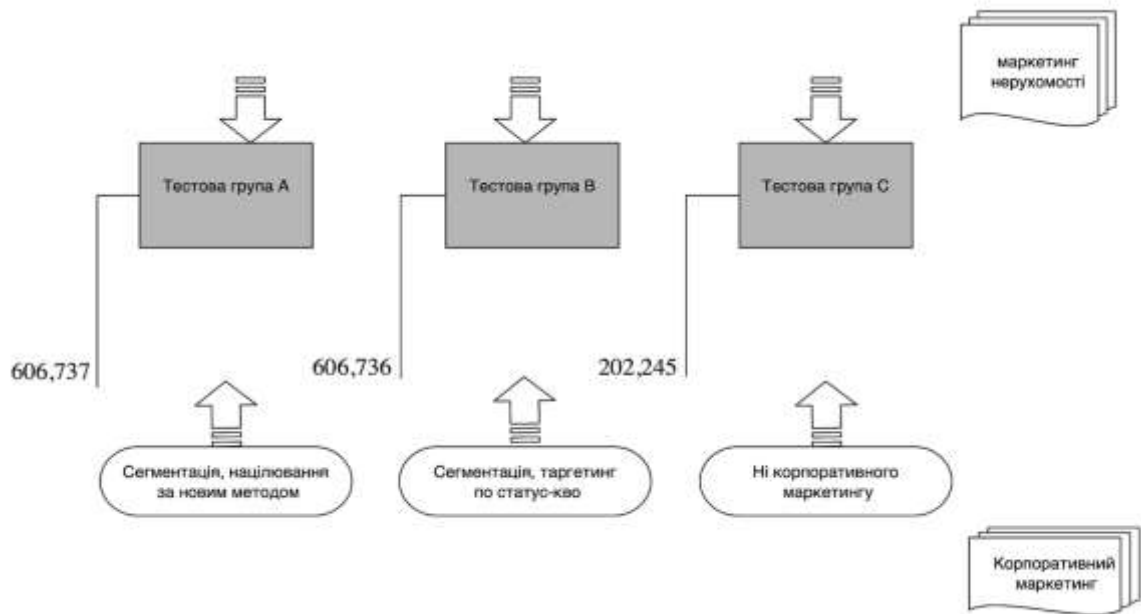 маркетинг
нерухомості
Тестова група А
Тестова група В
Тестова група С
606,737
606,736
202,245
Сегментація, націлювання
за новим методом
Сегментація, таргетинг
по статус-кво
Ні корпоративного
маркетингу
Корпоративний
маркетинг